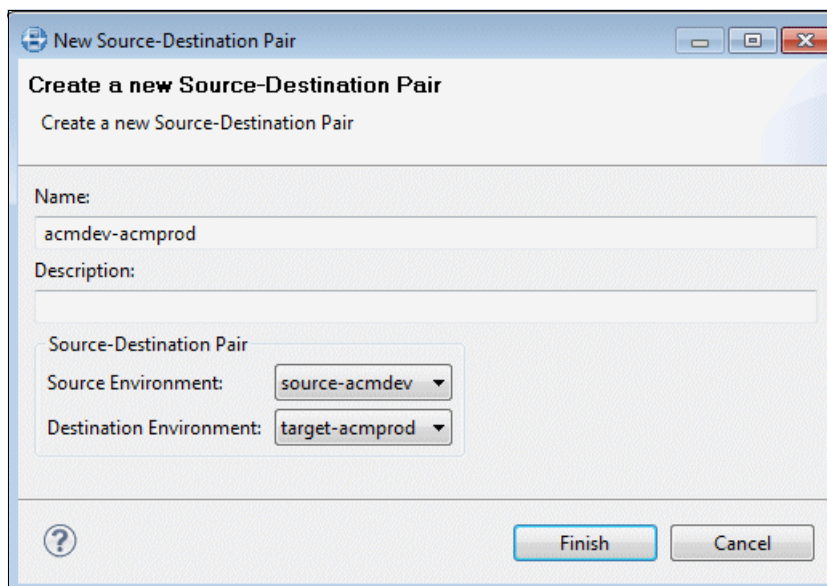 New Source-Destination Pair
Create a new Source-Destination Pair
Create a new Source-Destination Pair
Name:
acmdev-acmprod
Description:
Source-Destination Pair
Source Environment: source-acmdev
Destination Environment: target-acmprod
? Finish Cancel